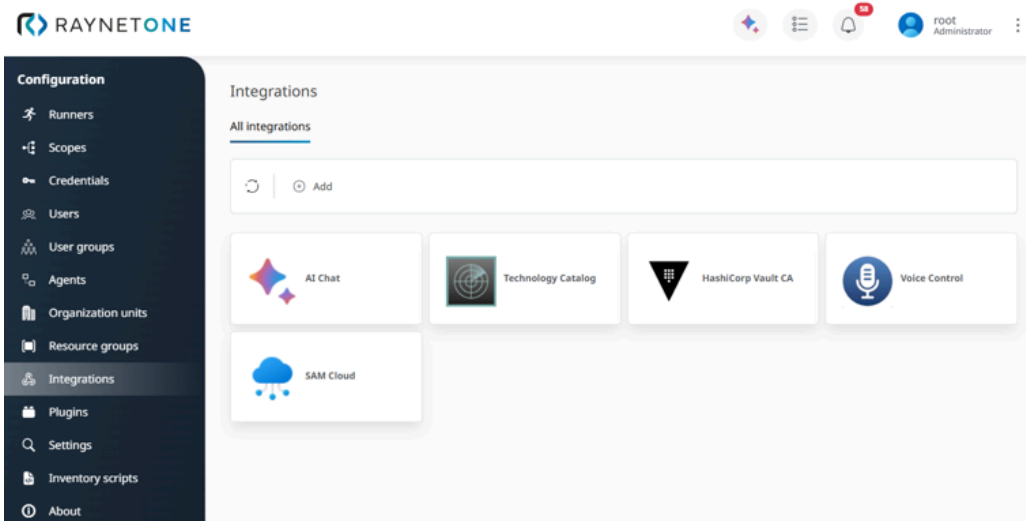 RAYNETONE
58
root
Administrator
Configuration
Runners
Scopes
Credentials
Users
User groups
Agents
Organization units
Resource groups
Integrations
Plugins
Settings
Inventory scripts
About
Integrations
All integrations
Add
AI Chat
Technology Catalog
HashiCorp Vault CA
Voice Control
SAM Cloud